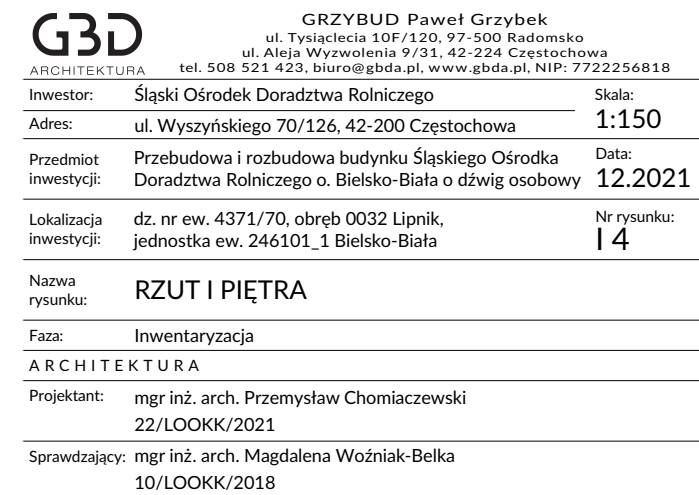 GBD
ARCHITEKTURA
GRZYBUD Paweł Grzybek
ul. Tysiąclecia 10F/120, 97-500 Radomsko
ul. Aleja Wyzwolenia 9/31, 42-224 Częstochowa
tel. 508 521 423, biuro@gbda.pl, www.gbda.pl, NIP: 7722256818
Inwestor: Śląski Ośrodek Doradztwa Rolniczego
Adres: ul. Wyszyńskiego 70/126, 42-200 Częstochowa
Skala:
1:150
Przedmiot inwestycji: Przebudowa i rozbudowa budynku Śląskiego Ośrodka
Doradztwa Rolniczego o. Bielsko-Biała o dźwig osobowy
Data:
12.2021
Lokalizacja inwestycji: dz. nr ew. 4371/70, obręb 0032 Lipnik,
jednostka ew. 246101_1 Bielsko-Biała
Nr rysunku:
I 4
Nazwa rysunku: RZUT I PIĘTRA
Faza: Inwentaryzacja
ARCHITEKTURA
Projektant: mgr inż. arch. Przemysław Chomiaczewski
22/LOOKK/2021
Sprawdzający: mgr inż. arch. Magdalena Woźniak-Belka
10/LOOKK/2018